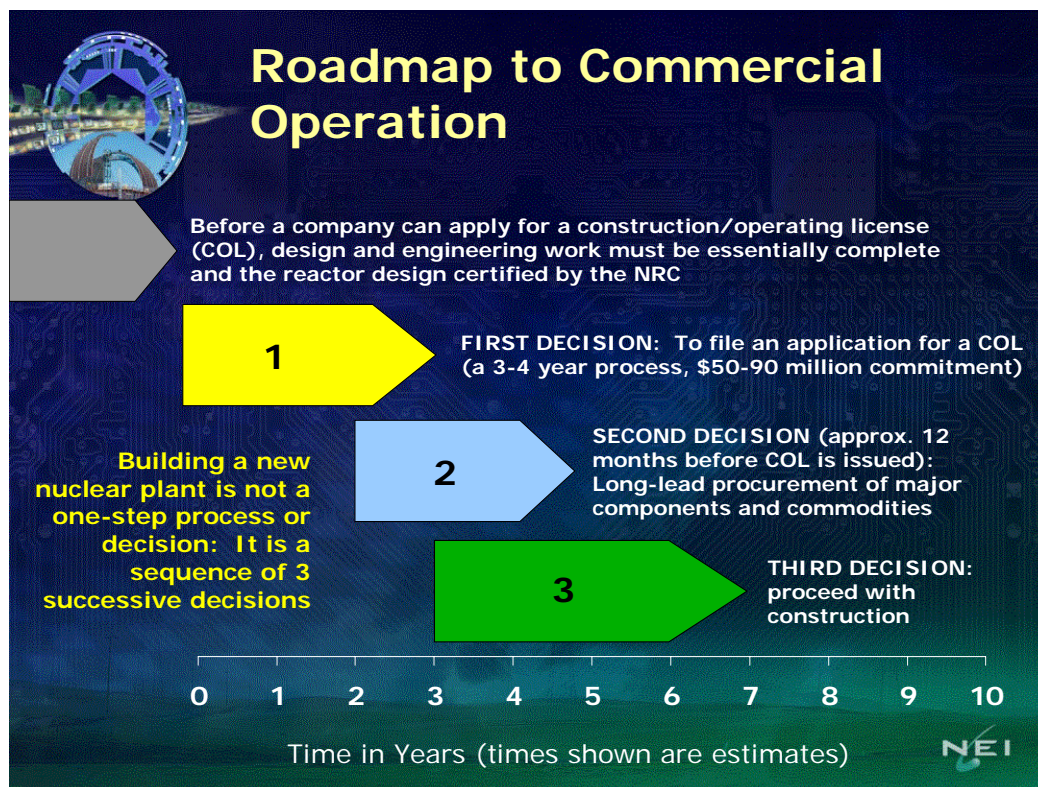 Roadmap to Commercial
Operation
Before a company can apply for a construction/operating license
(COL), design and engineering work must be essentially complete
and the reactor design certified by the NRC
1
FIRST DECISION: To file an application for a COL
(a 3-4 year process, $50-90 million commitment)
2
SECOND DECISION (approx. 12
months before COL is issued):
Long-lead procurement of major
components and commodities
Building a new
nuclear plant is not a
one-step process or
decision: It is a
sequence of 3
successive decisions
3
THIRD DECISION:
proceed with
construction
0 1 2 3 4 5 6 7 8 9 10
Time in Years (times shown are estimates)
NEI